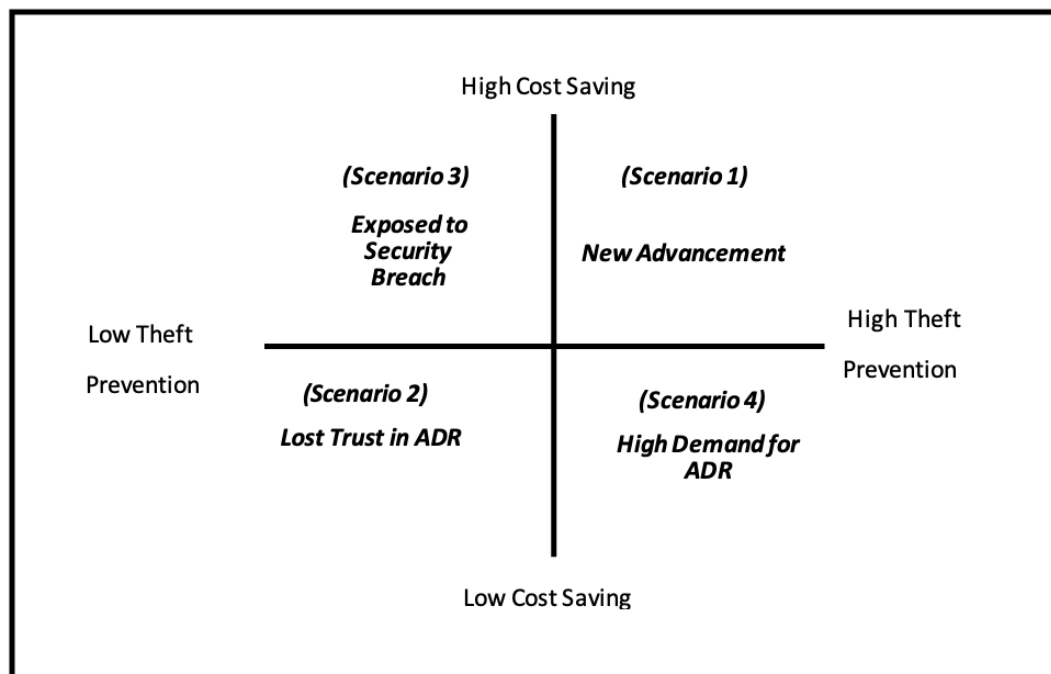 High Cost Saving
(Scenario 3)
Exposed to
Security
Breach
(Scenario 1)
New Advancement
Low Theft
Prevention
High Theft
Prevention
(Scenario 2)
Lost Trust in ADR
(Scenario 4)
High Demand for
ADR
Low Cost Saving